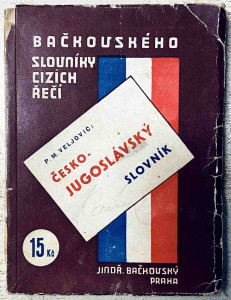 BAČKOVSKÉHO
SLOVNÍKY
CIZÍCH
ŘEČÍ
P. M. VELJOVIĆ:
ČESKO-
JUGOSLÁVSKÝ
SLOVNÍK
15 Kč
JINDŘ. BAČKOVSKÝ
PRAHA